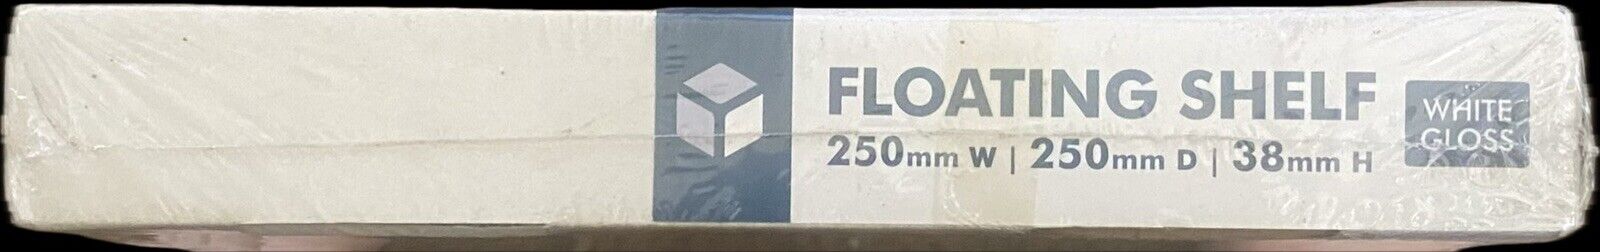 FLOATING SHELF
250mm W | 250mm D | 38mm H
WHITE
GLOSS